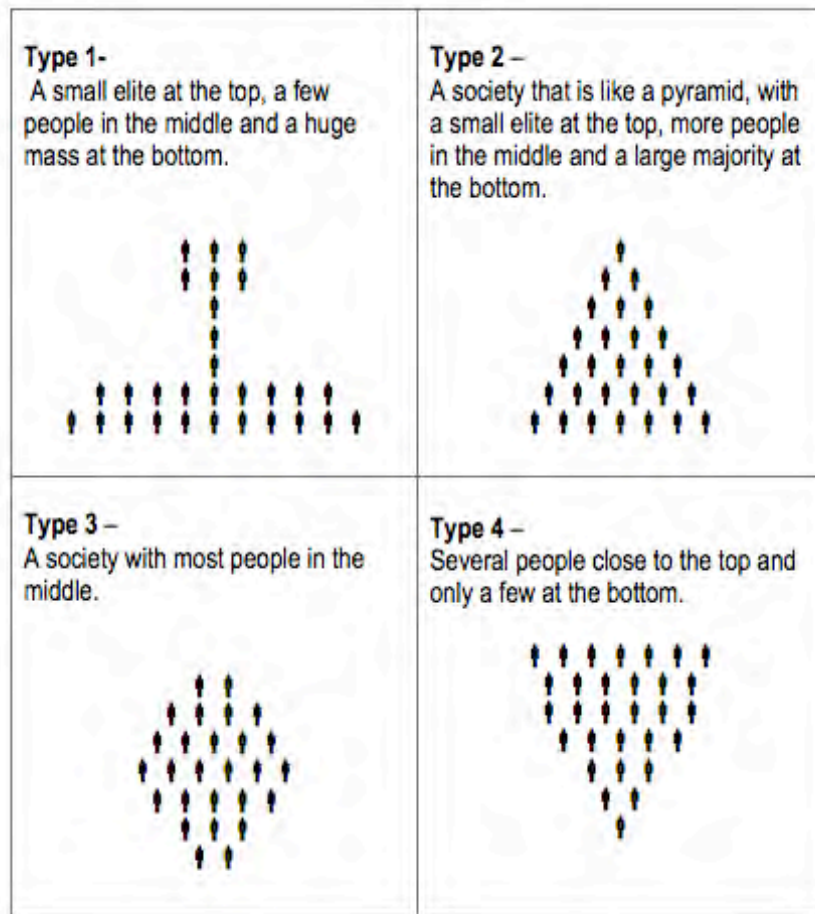 Type 1-
A small elite at the top, a few
people in the middle and a huge
mass at the bottom.
Type 2 –
A society that is like a pyramid, with
a small elite at the top, more people
in the middle and a large majority at
the bottom.
Type 3 –
A society with most people in the
middle.
Type 4 –
Several people close to the top and
only a few at the bottom.